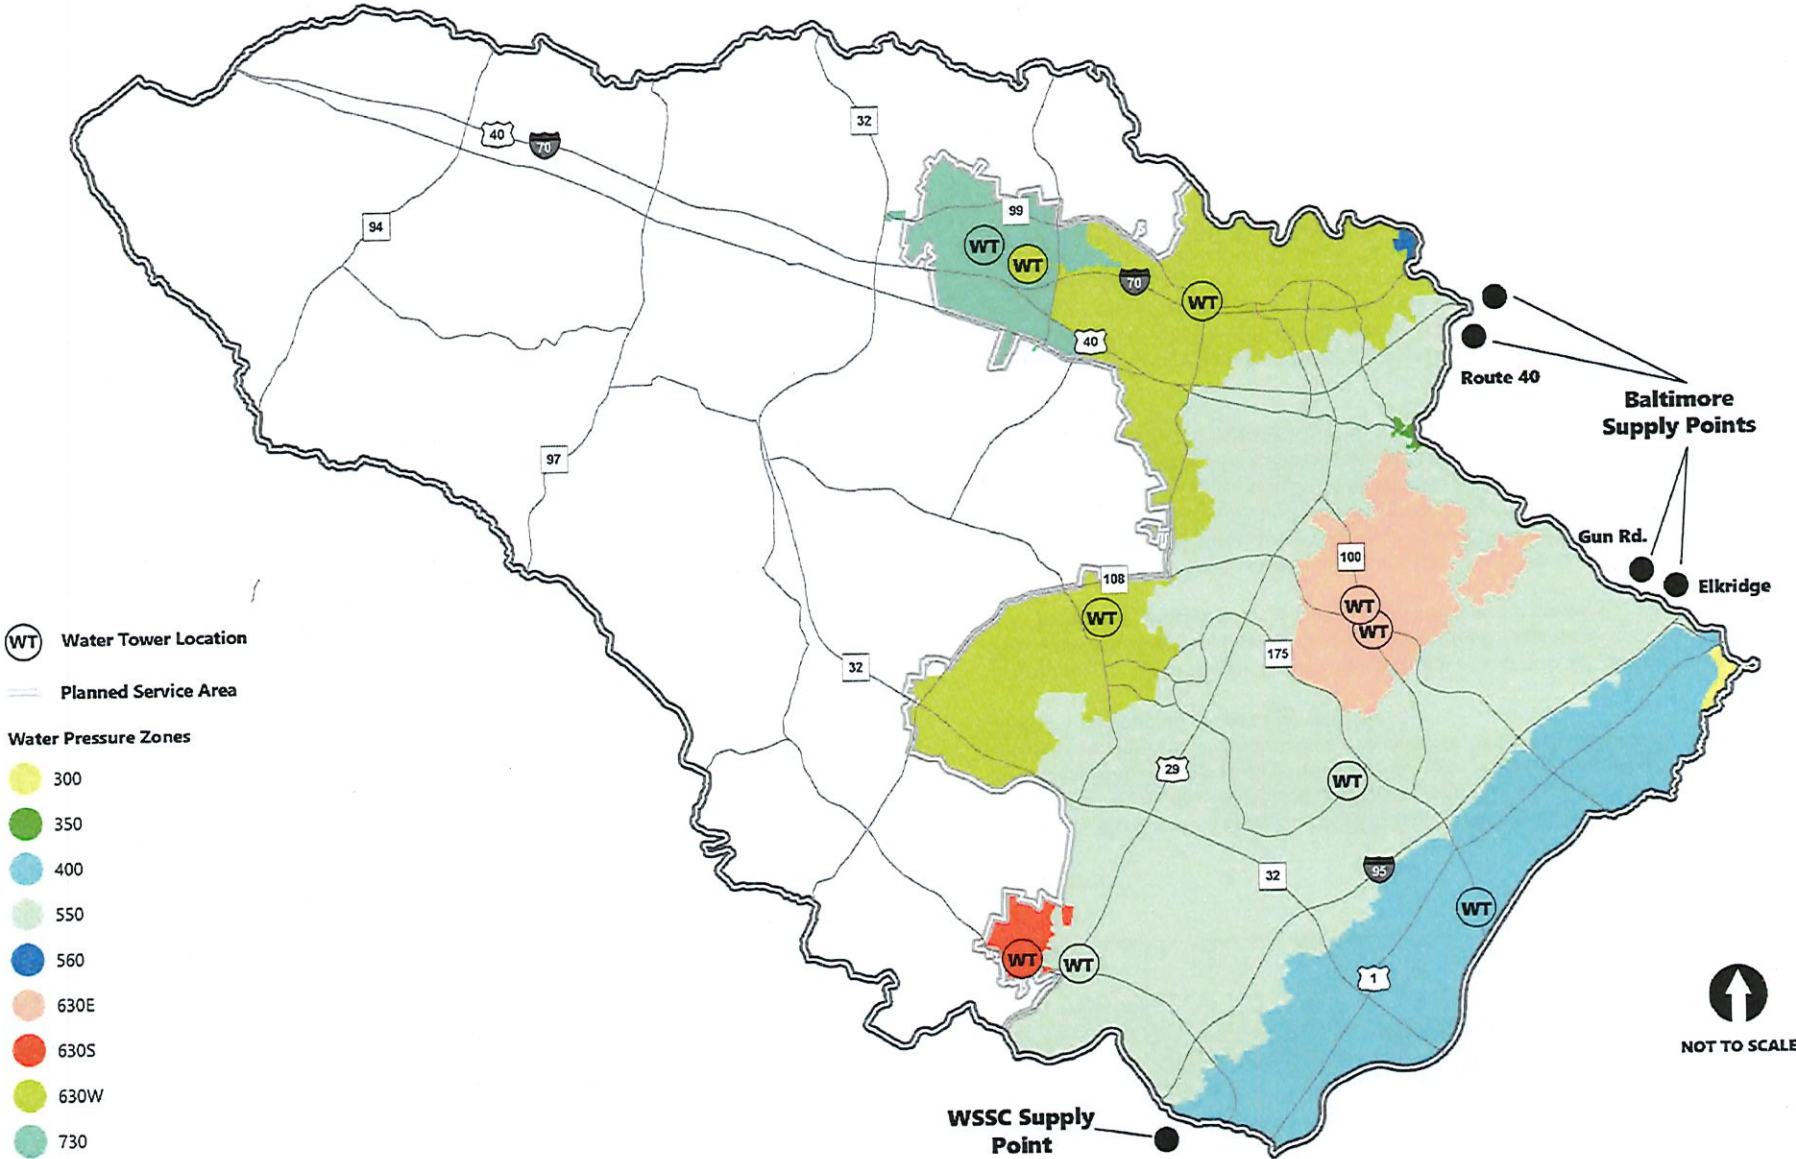 32
40
70
94
99
WT
WT
70
WT
40
Route 40
Baltimore
Supply Points
97
Gun Rd.
Elkridge
100
108
WT
WT
WT
175
32
29
WT
32
95
WT
WT
WT
1
WSSC Supply
Point
NOT TO SCALE
WT Water Tower Location
Planned Service Area
Water Pressure Zones
300
350
400
550
560
630E
630S
630W
730